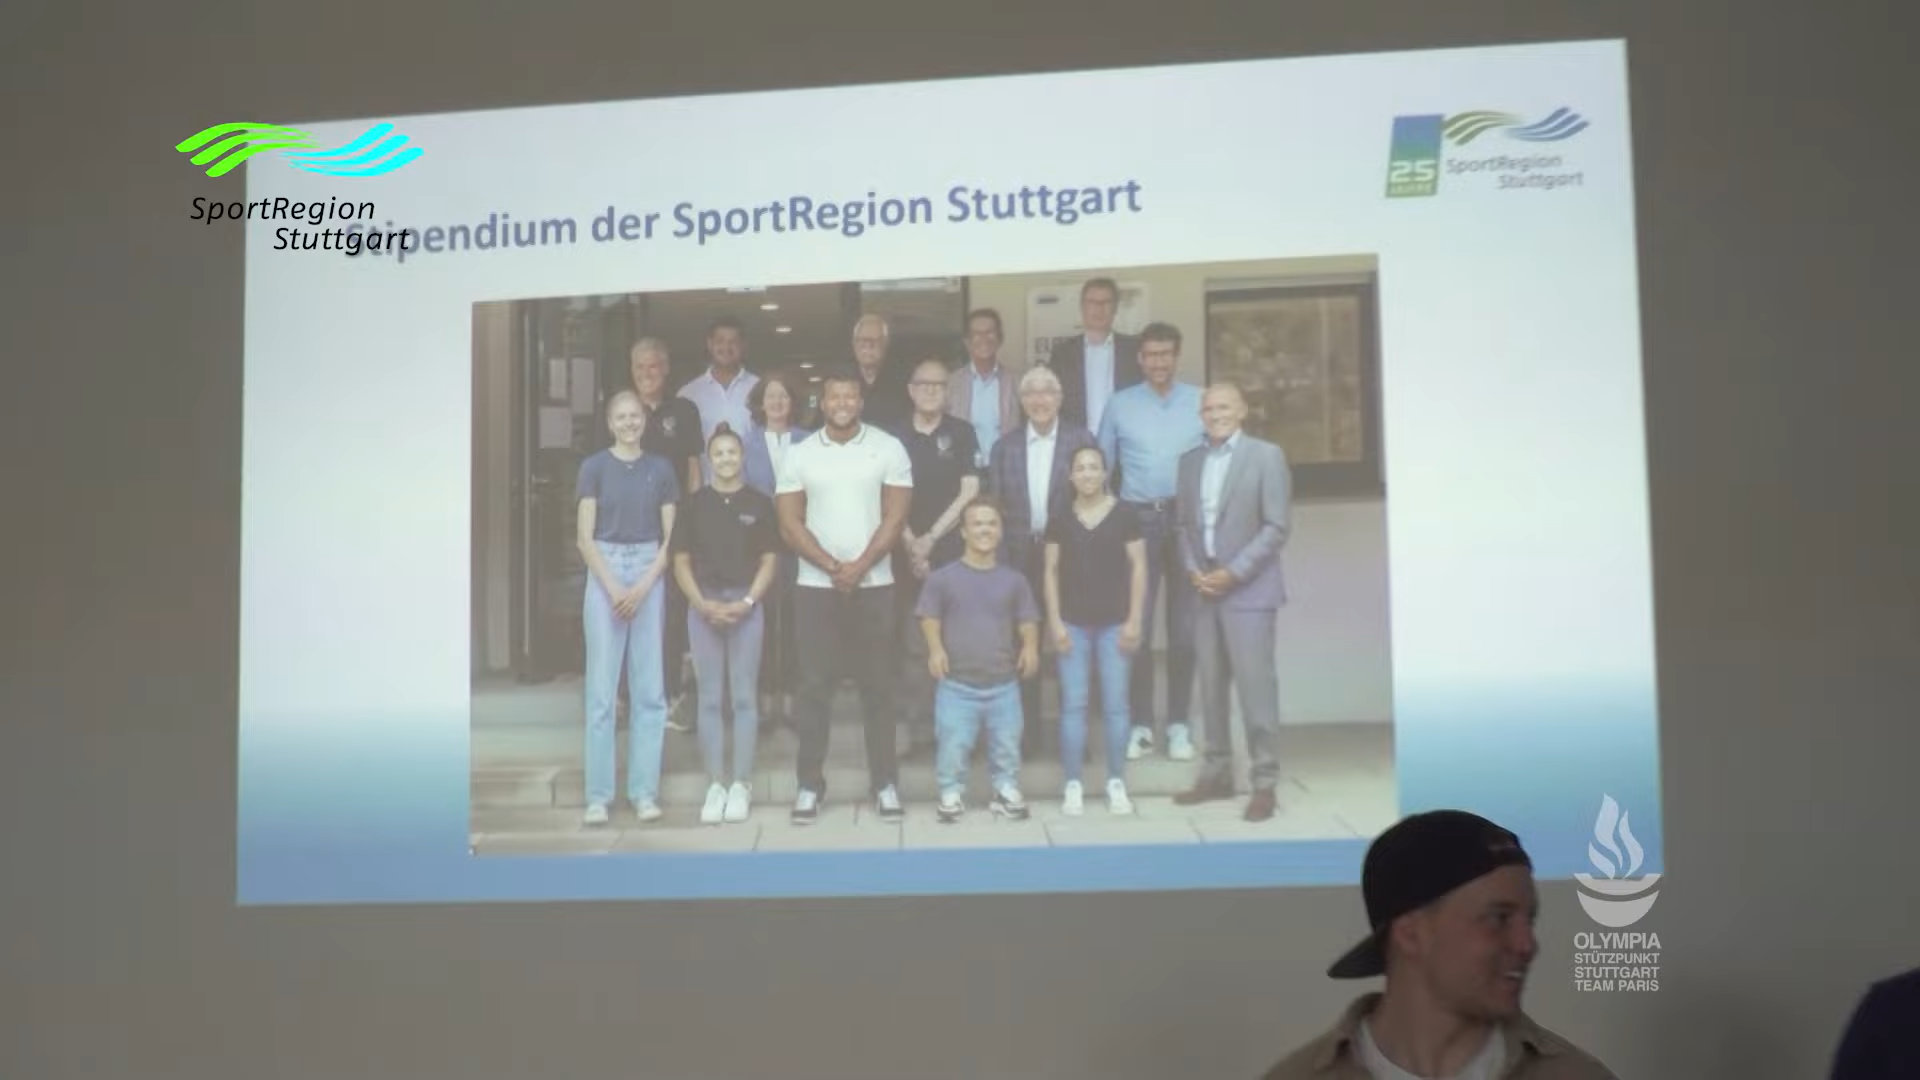 SportRegion
Stuttgart
Stipendium der SportRegion Stuttgart
25
JAHRE
SportRegion
Stuttgart
OLYMPIA
STÜTZPUNKT
STUTTGART
TEAM PARIS